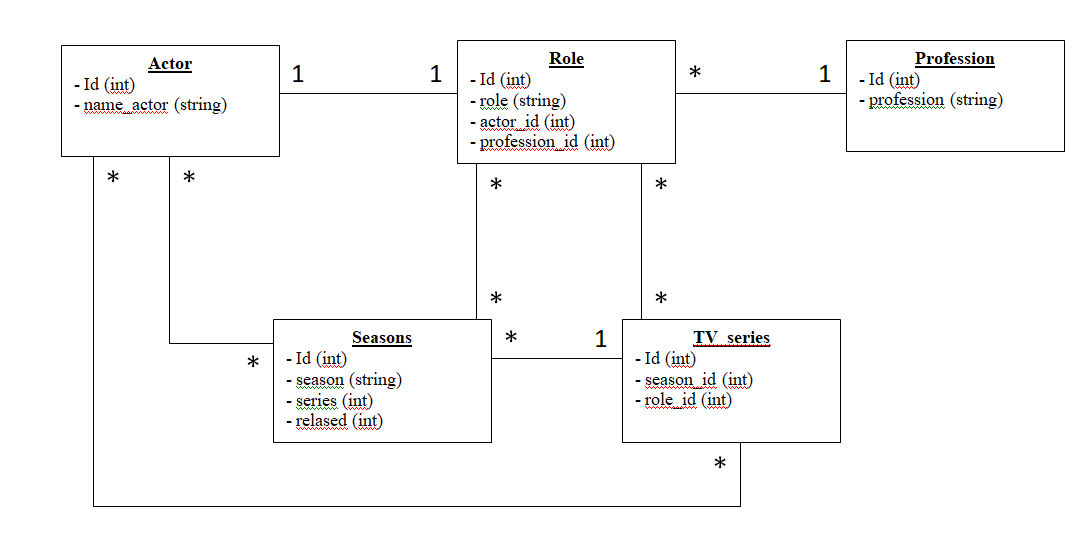 Actor
- Id (int)
- name_actor (string)
1
1
Role
- Id (int)
- role (string)
- actor_id (int)
- profession_id (int)
*
1
Profession
- Id (int)
- profession (string)
*
*
*
*
*
*
*
Seasons
- Id (int)
- season (string)
- series (int)
- relased (int)
*
1
TV_series
- Id (int)
- season_id (int)
- role_id (int)
*